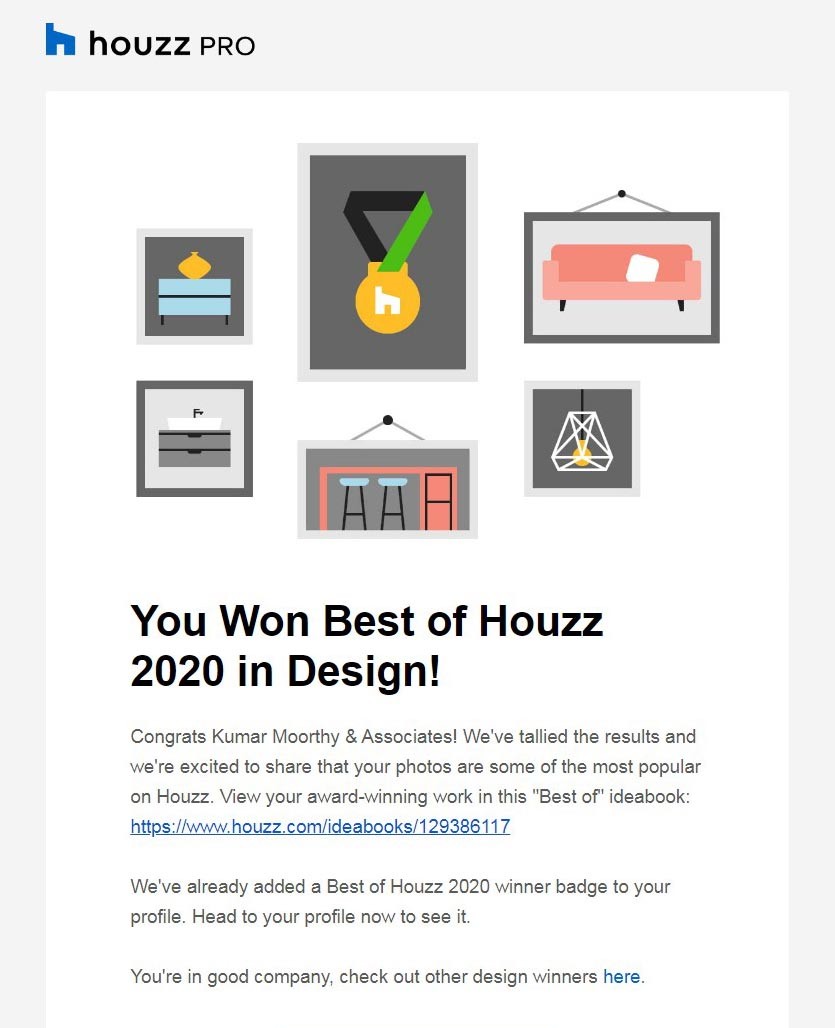 houzz PRO
You Won Best of Houzz
2020 in Design!
Congrats Kumar Moorthy & Associates! We've tallied the results and
we're excited to share that your photos are some of the most popular
on Houzz. View your award-winning work in this "Best of" ideabook:
https://www.houzz.com/ideabooks/129386117
We've already added a Best of Houzz 2020 winner badge to your
profile. Head to your profile now to see it.
You're in good company, check out other design winners here.